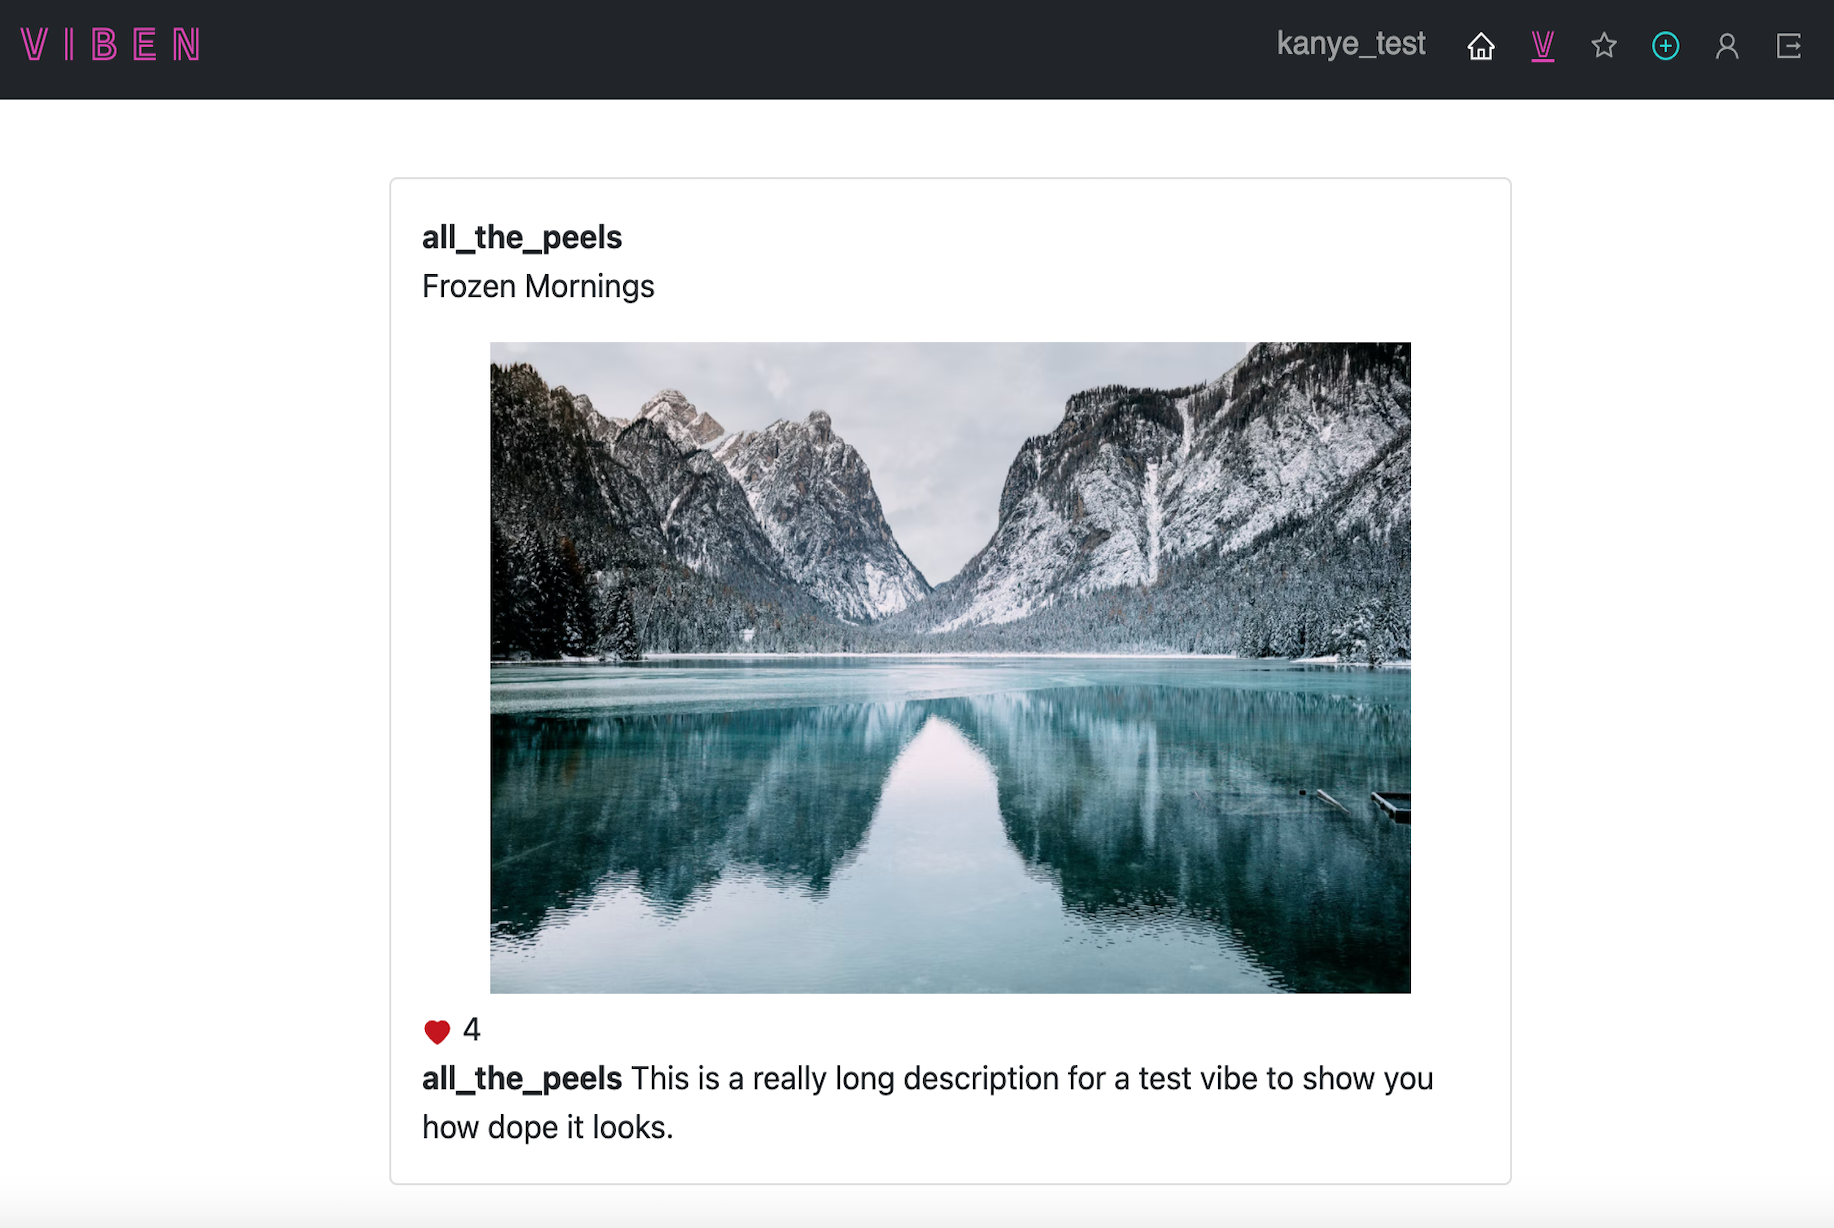 VIBEN
kanye_test
V
all_the_peels
Frozen Mornings
4
all_the_peels This is a really long description for a test vibe to show you
how dope it looks.